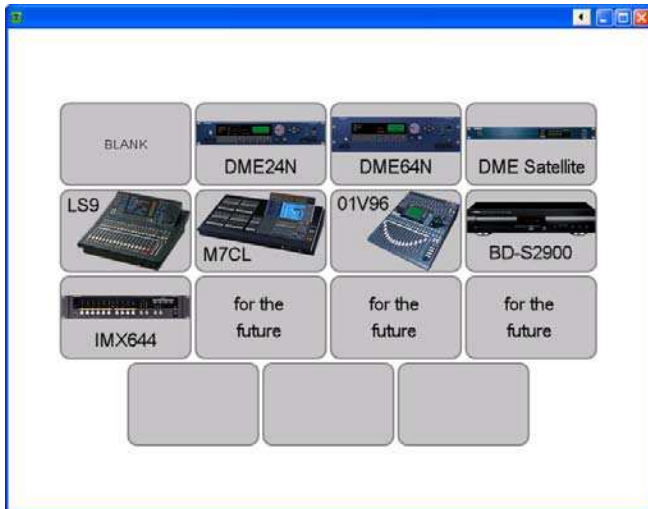 BLANK
DME24N
DME64N
DME Satellite
LS9
M7CL
01V96
BD-S2900
IMX644
for the
future
for the
future
for the
future